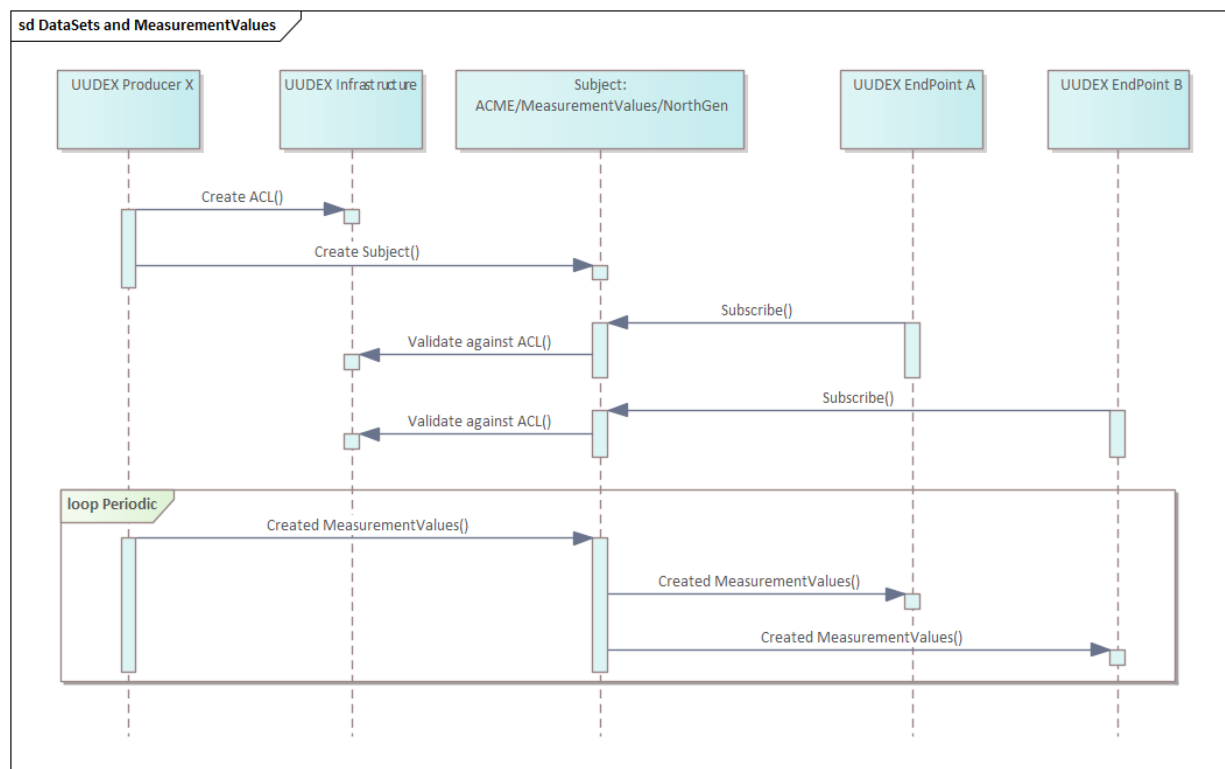 sd DataSets and MeasurementValues
UUDEX Producer X
UUDEX Infrastructure
Subject:
ACME/MeasurementValues/NorthGen
UUDEX EndPoint A
UUDEX EndPoint B
Create ACL()
Create Subject()
Subscribe()
Validate against ACL()
Subscribe()
Validate against ACL()
loop Periodic
Created MeasurementValues()
Created MeasurementValues()
Created MeasurementValues()